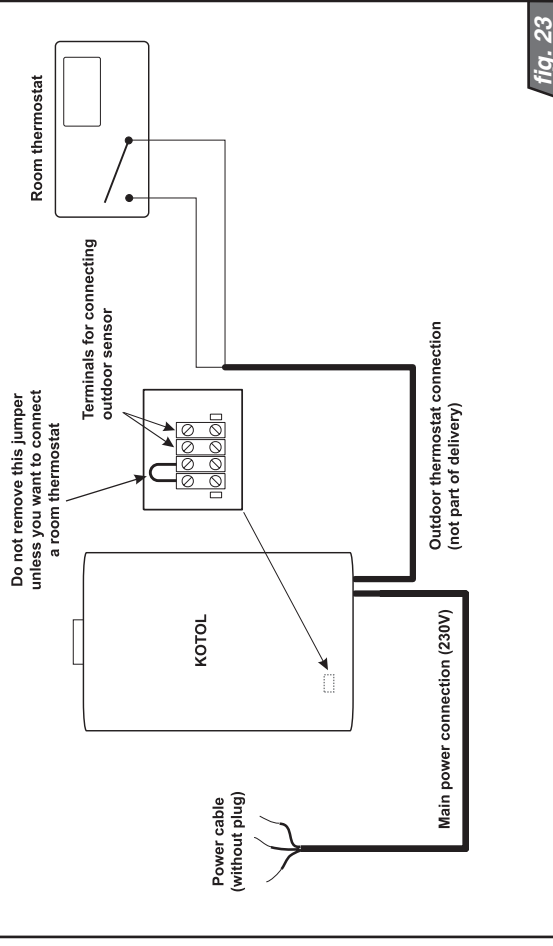 fig. 23
Room thermostat
Terminals for connecting
outdoor sensor
Do not remove this jumper
unless you want to connect
a room thermostat
Outdoor thermostat connection
(not part of delivery)
KOTOL
Main power connection (230V)
Power cable
(without plug)